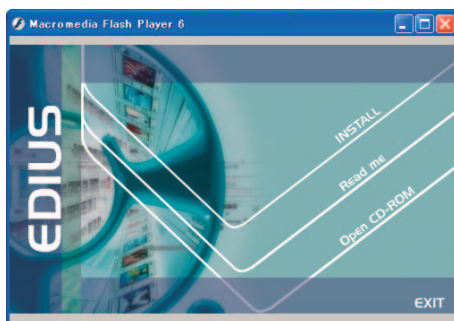 Macromedia Flash Player 6
EDIUS
INSTALL
Read me
Open CD-ROM
EXIT